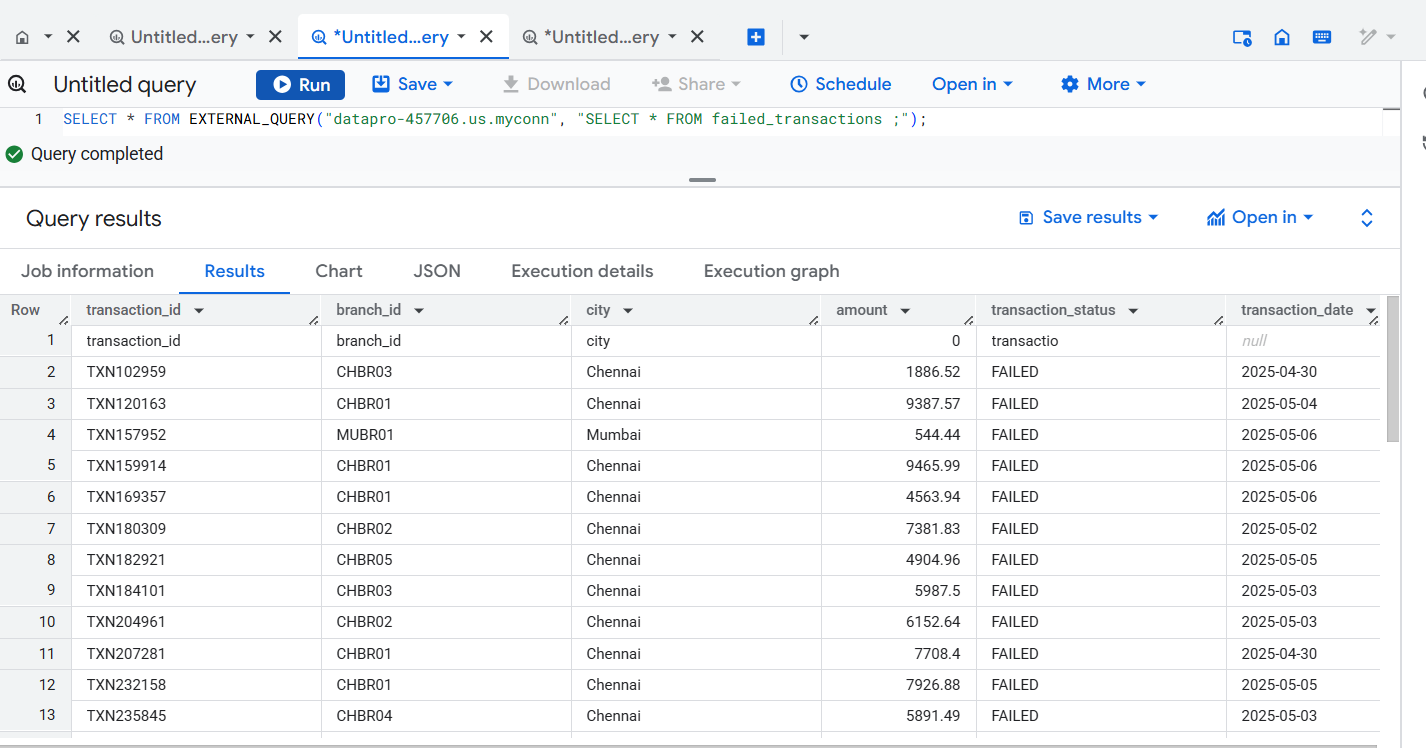 Untitled...ery *Untitled...ery *Untitled...ery
Untitled query Run Save Download Share Schedule Open in More
1 SELECT * FROM EXTERNAL_QUERY("datapro-457706.us.myconn", "SELECT * FROM failed_transactions ;");
Query completed
Query results Save results Open in
Job information Results Chart JSON Execution details Execution graph
Row transaction_id branch_id city amount transaction_status transaction_date
1 transaction_id branch_id city 0 transactio null
2 TXN102959 CHBR03 Chennai 1886.52 FAILED 2025-04-30
3 TXN120163 CHBR01 Chennai 9387.57 FAILED 2025-05-04
4 TXN157952 MUBR01 Mumbai 544.44 FAILED 2025-05-06
5 TXN159914 CHBR01 Chennai 9465.99 FAILED 2025-05-06
6 TXN169357 CHBR01 Chennai 4563.94 FAILED 2025-05-06
7 TXN180309 CHBR02 Chennai 7381.83 FAILED 2025-05-02
8 TXN182921 CHBR05 Chennai 4904.96 FAILED 2025-05-05
9 TXN184101 CHBR03 Chennai 5987.5 FAILED 2025-05-03
10 TXN204961 CHBR02 Chennai 6152.64 FAILED 2025-05-03
11 TXN207281 CHBR01 Chennai 7708.4 FAILED 2025-04-30
12 TXN232158 CHBR01 Chennai 7926.88 FAILED 2025-05-05
13 TXN235845 CHBR04 Chennai 5891.49 FAILED 2025-05-03